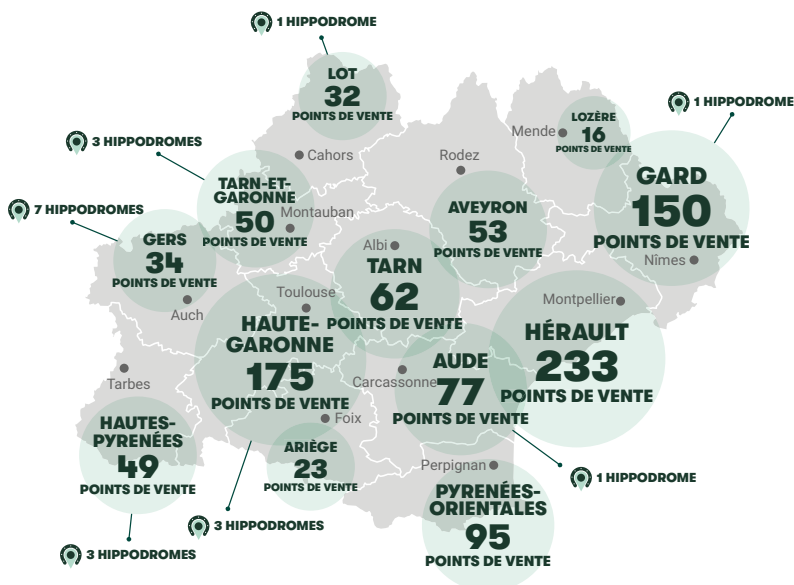 1 HIPPODROME
LOT
32
POINTS DE VENTE
LOZÈRE
16
POINTS DE VENTE
1 HIPPODROME
Mende
3 HIPPODROMES
Cahors
Rodez
GARD
150
POINTS DE VENTE
Nîmes
TARN-ET-
GARONNE
50
POINTS DE VENTE
Montauban
AVEYRON
53
POINTS DE VENTE
7 HIPPODROMES
GERS
34
POINTS DE VENTE
Auch
Albi
TARN
62
POINTS DE VENTE
Toulouse
HAUTE-
GARONNE
175
POINTS DE VENTE
Montpellier
HÉRAULT
233
POINTS DE VENTE
AUDE
77
POINTS DE VENTE
Carcassonne
Tarbes
HAUTES-
PYRÉNÉES
49
POINTS DE VENTE
Foix
ARIÈGE
23
POINTS DE VENTE
Perpignan
1 HIPPODROME
PYRÉNÉES-
ORIENTALES
95
POINTS DE VENTE
3 HIPPODROMES
3 HIPPODROMES